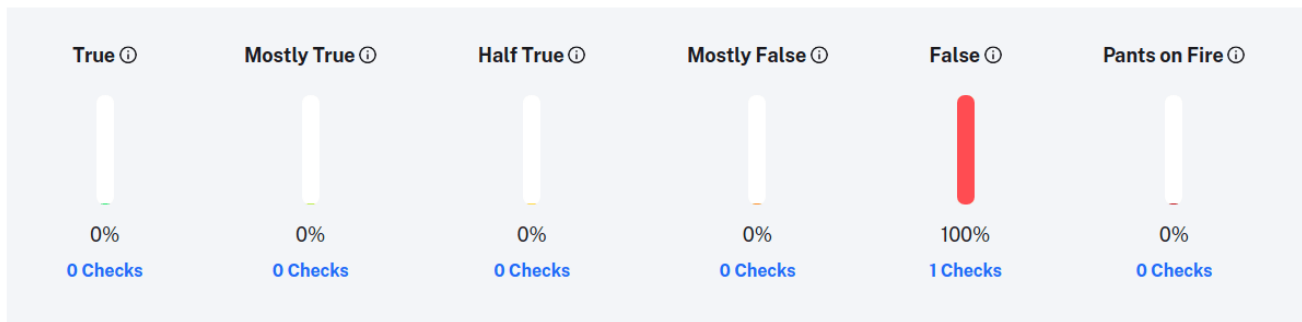 True Mostly True Half True Mostly False False Pants on Fire
0% 0% 0% 0% 100% 0%
0 Checks 0 Checks 0 Checks 0 Checks 1 Checks 0 Checks